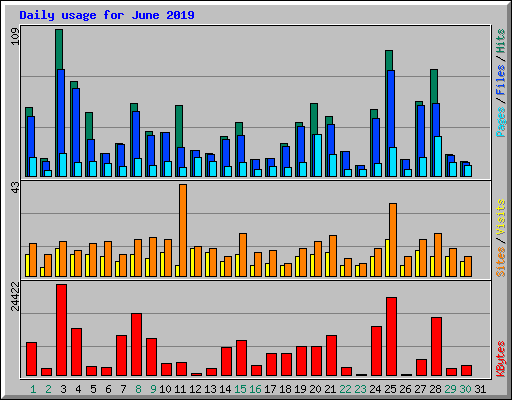 Daily usage for June 2019
109
43
24422
Pages / Files / Hits
Sites / Visits
KBytes
1 2 3 4 5 6 7 8 9 10 11 12 13 14 15 16 17 18 19 20 21 22 23 24 25 26 27 28 29 30 31